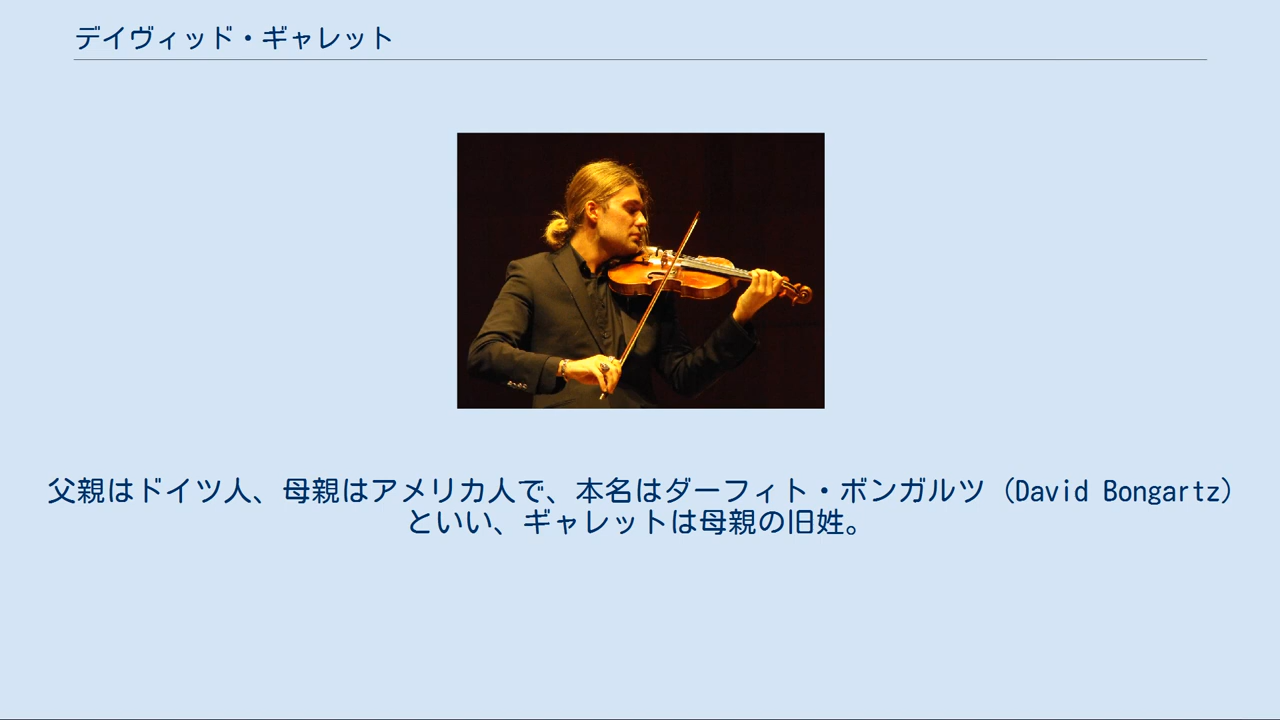 デイヴィッド・ギャレット
父親はドイツ人、母親はアメリカ人で、本名はダーフィト・ボンガルツ（David Bongartz）
といい、ギャレットは母親の旧姓。